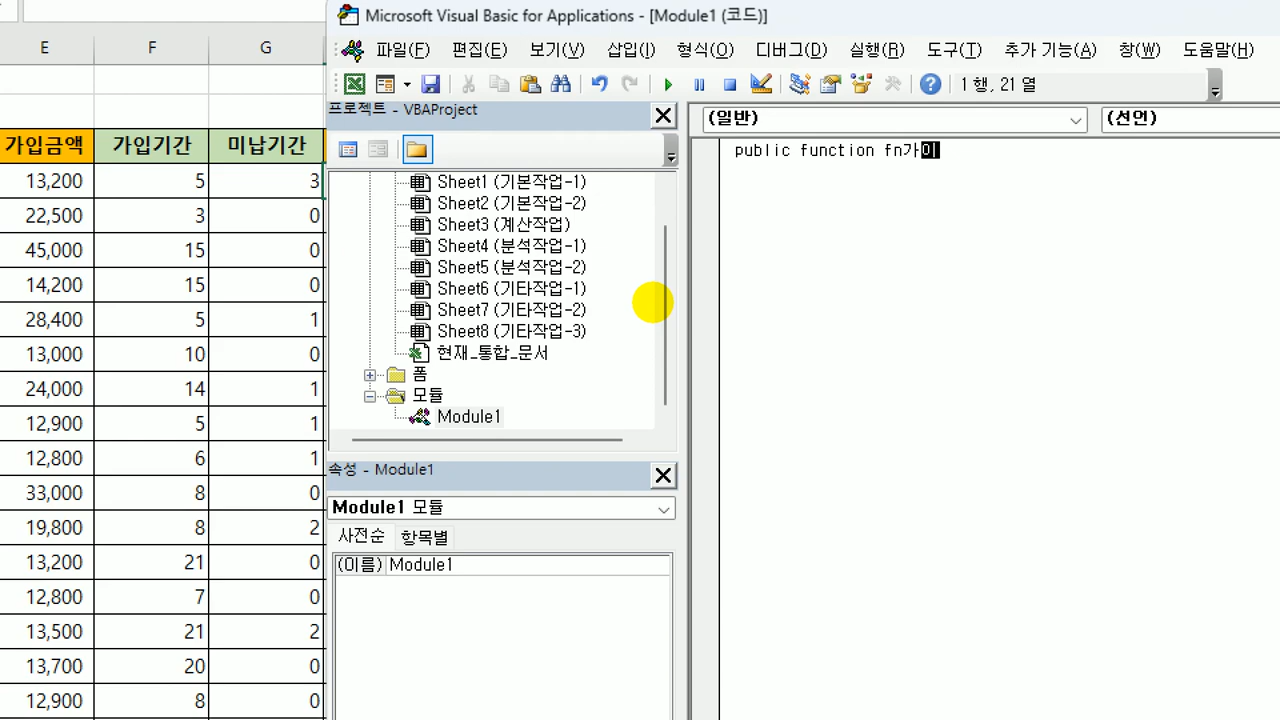 Microsoft Visual Basic for Applications - [Module1 (코드)]
파일(F) 편집(E) 보기(V) 삽입(I) 형식(O) 디버그(D) 실행(R) 도구(T) 추가 기능(A) 창(W) 도움말(H)
1 행, 21 열
프로젝트 - VBAProject
Sheet1 (기본작업-1)
Sheet2 (기본작업-2)
Sheet3 (계산작업)
Sheet4 (분석작업-1)
Sheet5 (분석작업-2)
Sheet6 (기타작업-1)
Sheet7 (기타작업-2)
Sheet8 (기타작업-3)
현재_통합_문서
폼
모듈
Module1
속성 - Module1
Module1 모듈
사전순 항목별
(이름) Module1
(일반) (선언)
public function fn가이
E F G
가입금액 가입기간 미납기간
13,200 5 3
22,500 3 0
45,000 15 0
14,200 15 0
28,400 5 1
13,000 10 0
24,000 14 1
12,900 5 1
12,800 6 1
33,000 8 0
19,800 8 2
13,200 21 0
12,800 7 0
13,500 21 2
13,700 20 0
12,900 8 0